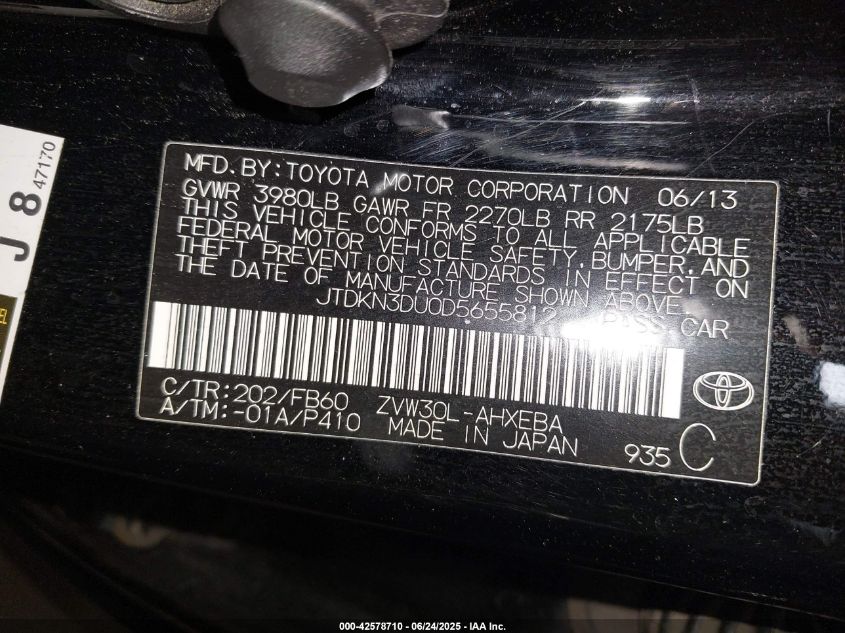 MFD.BY:TOYOTA MOTOR CORPORATION 06/13
GVWR 3980LB GAWR FR 2270LB RR 2175LB
THIS VEHICLE CONFORMS TO ALL APPLICABLE
FEDERAL MOTOR VEHICLE SAFETY,BUMPER,AND
THEFT PREVENTION STANDARDS IN EFFECT ON
THE DATE OF MANUFACTURE SHOWN ABOVE.
JTDKN3DU0D5655812 PASS.CAR
C/TR:202/FB60 ZVW30L-AHXEBA
A/TM:-01A/P410 MADE IN JAPAN
935 C
J 8 47170
000-42578710 - 06/24/2025 - IAA Inc.